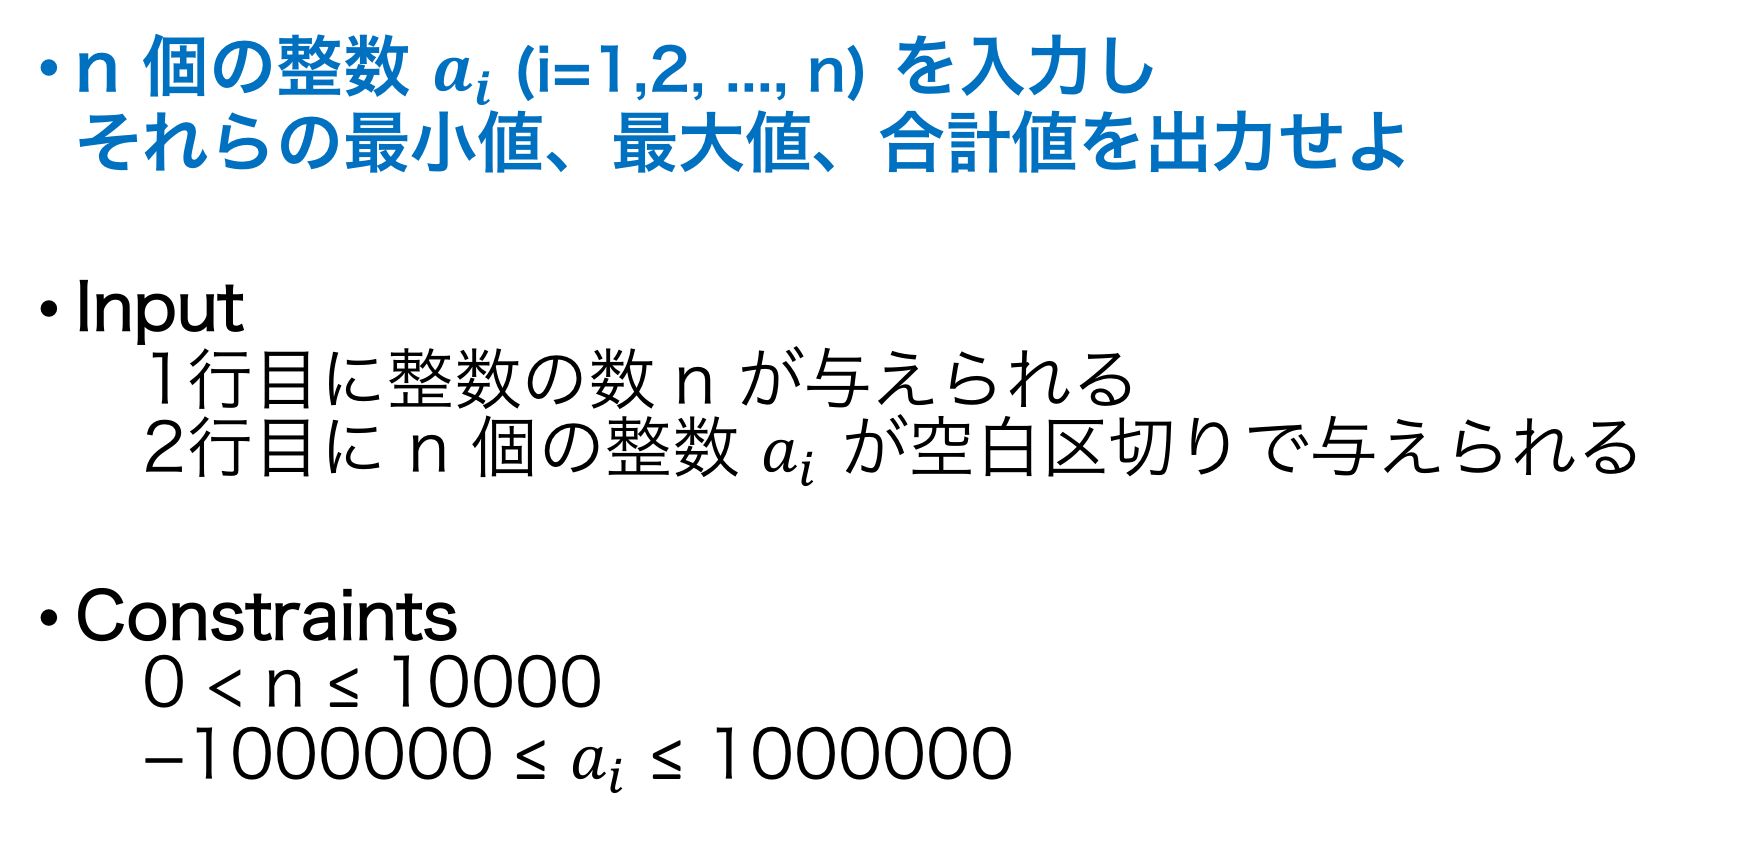 • n 個の整数 aᵢ (i=1,2, ..., n) を入力し
それらの最小値、最大値、合計値を出力せよ
• Input
1行目に整数の数 n が与えられる
2行目に n 個の整数 aᵢ が空白区切りで与えられる
• Constraints
0 < n ≤ 10000
−1000000 ≤ aᵢ ≤ 1000000